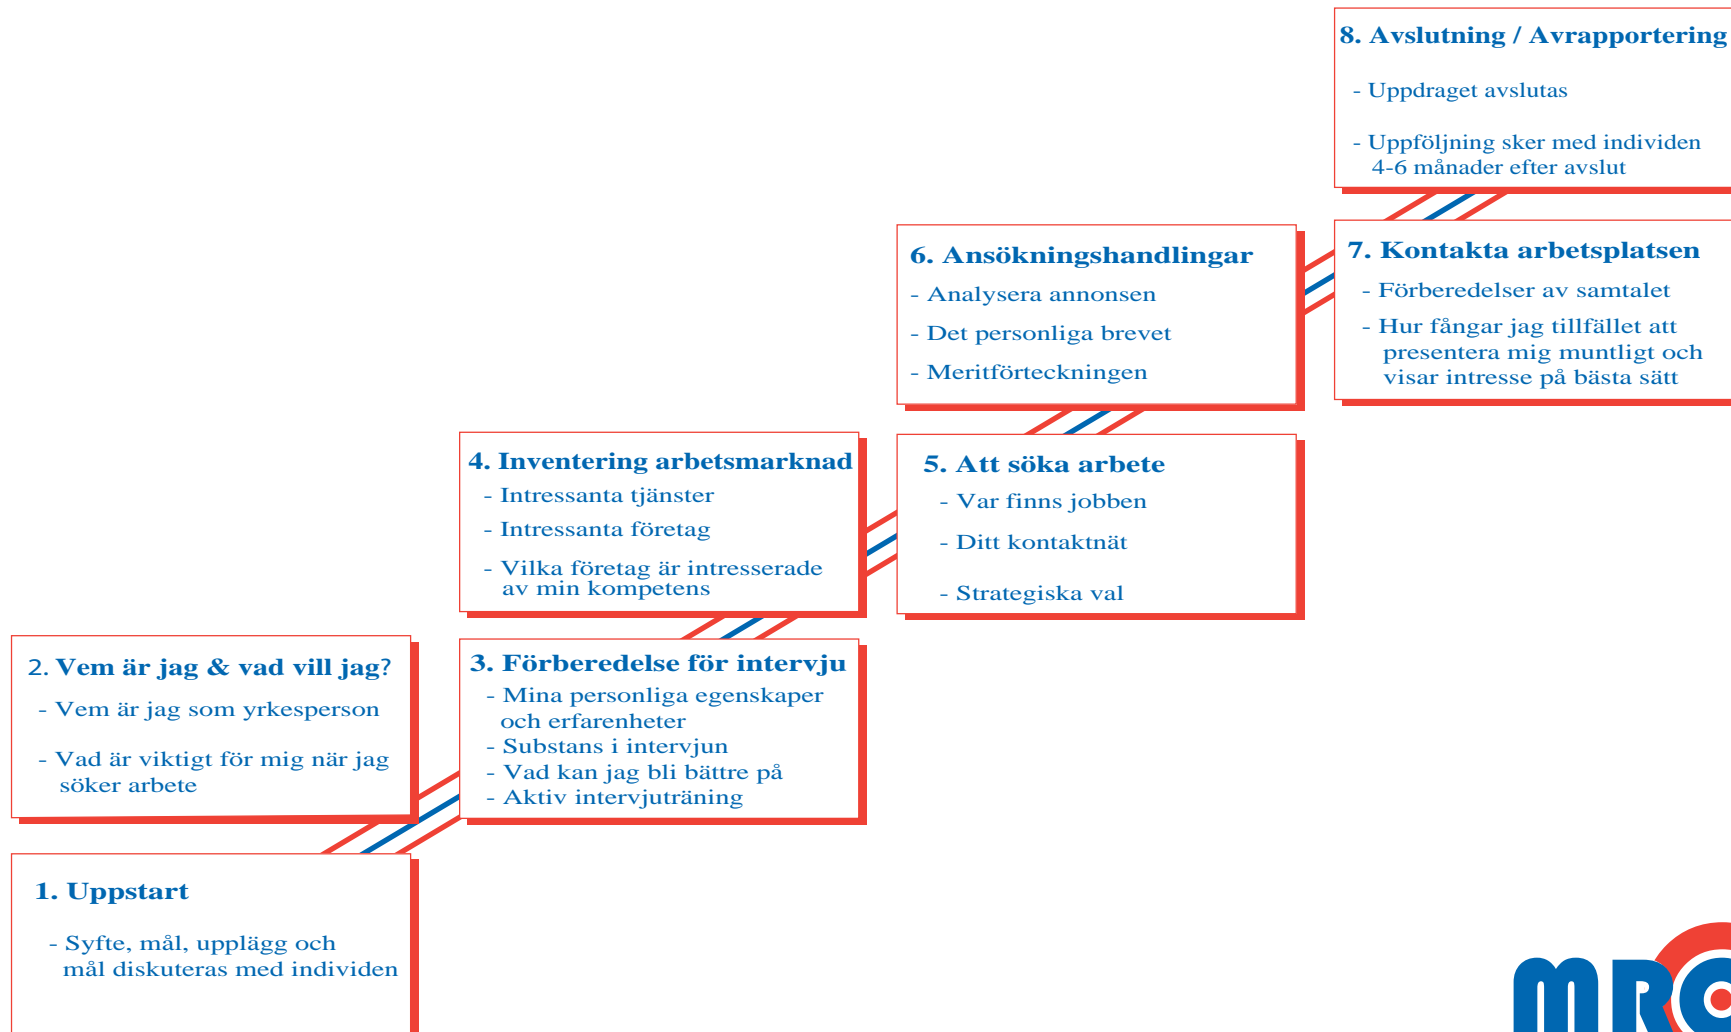 8. Avslutning / Avrapportering
- Uppdraget avslutas
- Uppföljning sker med individen
4-6 månader efter avslut
6. Ansökningshandlingar
- Analysera annonsen
- Det personliga brevet
- Meritförteckningen
7. Kontakta arbetsplatsen
- Förberedelser av samtalet
- Hur fångar jag tillfället att
presentera mig muntligt och
visar intresse på bästa sätt
4. Inventering arbetsmarknad
- Intressanta tjänster
- Intressanta företag
- Vilka företag är intresserade
av min kompetens
5. Att söka arbete
- Var finns jobben
- Ditt kontaktnät
- Strategiska val
2. Vem är jag & vad vill jag?
- Vem är jag som yrkesperson
- Vad är viktigt för mig när jag
söker arbete
3. Förberedelse för intervju
- Mina personliga egenskaper
och erfarenheter
- Substans i intervjun
- Vad kan jag bli bättre på
- Aktiv intervjuträning
1. Uppstart
- Syfte, mål, upplägg och
mål diskuteras med individen
MRC